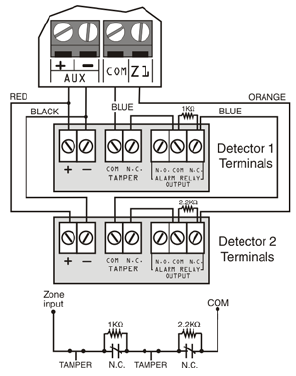 + − COM Z1
AUX
RED
ORANGE
BLACK
BLUE
1KΩ
BLUE
+ −
COM N.C.
TAMPER
N.O. COM N.C.
ALARM RELAY
OUTPUT
Detector 1
Terminals
2.2KΩ
+ −
COM N.C.
TAMPER
N.O. COM N.C.
ALARM RELAY
OUTPUT
Detector 2
Terminals
Zone
input
COM
1KΩ
2.2KΩ
TAMPER N.C. TAMPER N.C.